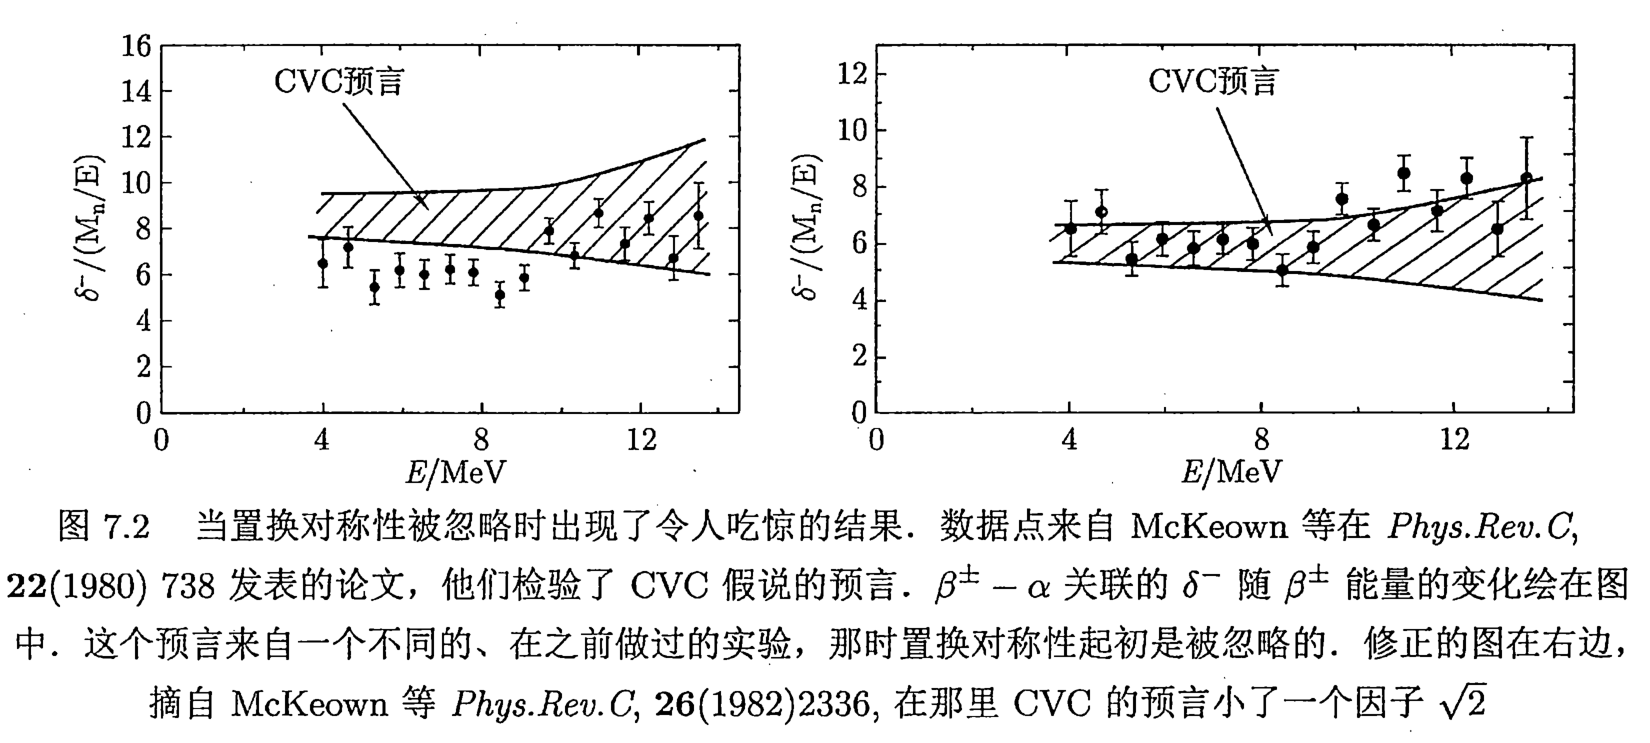 16
14
12
10
8
6
4
2
0
δ⁻/(Mₙ/E)
CVC预言
0 4 8 12
E/MeV
12
10
8
6
4
2
0
δ⁻/(Mₙ/E)
CVC预言
0 4 8 12
E/MeV
图 7.2 当置换对称性被忽略时出现了令人吃惊的结果. 数据点来自 McKeown 等在 Phys.Rev.C,
22(1980) 738 发表的论文, 他们检验了 CVC 假说的预言. β± − α 关联的 δ⁻ 随 β± 能量的变化绘在图
中. 这个预言来自一个不同的、在之前做过的实验, 那时置换对称性起初是被忽略的. 修正的图在右边,
摘自 McKeown 等 Phys.Rev.C, 26(1982)2336, 在那里 CVC 的预言小了一个因子 √2